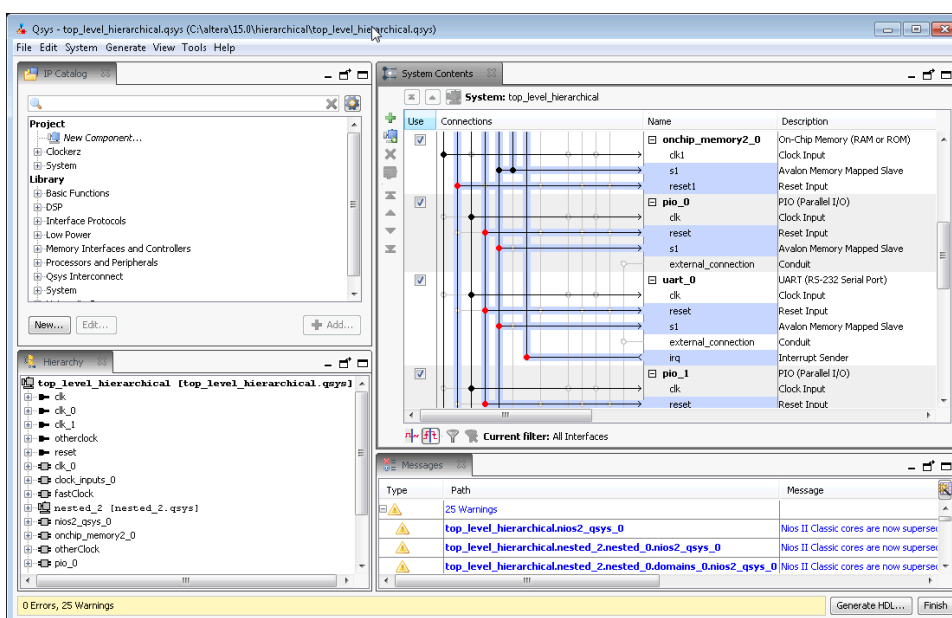 Qsys - top_level_hierarchical.qsys (C:\altera\15.0\hierarchical\top_level_hierarchical.qsys)
File Edit System Generate View Tools Help
IP Catalog
Project
New Component...
Clockerz
System
Library
Basic Functions
DSP
Interface Protocols
Low Power
Memory Interfaces and Controllers
Processors and Peripherals
Qsys Interconnect
System
New... Edit... Add...
Hierarchy
top_level_hierarchical [top_level_hierarchical.qsys]
clk
clk_0
clk_1
otherclock
reset
clk_0
clock_inputs_0
fastClock
nested_2 [nested_2.qsys]
nios2_qsys_0
onchip_memory2_0
otherClock
pio_0
System Contents
System: top_level_hierarchical
Use Connections Name Description
onchip_memory2_0 On-Chip Memory (RAM or ROM)
clk1 Clock Input
s1 Avalon Memory Mapped Slave
reset1 Reset Input
pio_0 PIO (Parallel I/O)
clk Clock Input
reset Reset Input
s1 Avalon Memory Mapped Slave
external_connection Conduit
uart_0 UART (RS-232 Serial Port)
clk Clock Input
reset Reset Input
s1 Avalon Memory Mapped Slave
external_connection Conduit
irq Interrupt Sender
pio_1 PIO (Parallel I/O)
clk Clock Input
reset Reset Input
Current filter: All Interfaces
Messages
Type Path Message
25 Warnings
top_level_hierarchical.nios2_qsys_0 Nios II Classic cores are now
top_level_hierarchical.nested_2.nested_0.nios2_qsys_0 Nios II Classic cores are now
top_level_hierarchical.nested_2.nested_0.domains_0.nios2_qsys_0 Nios II Classic cores are now
0 Errors, 25 Warnings
Generate HDL... Finish